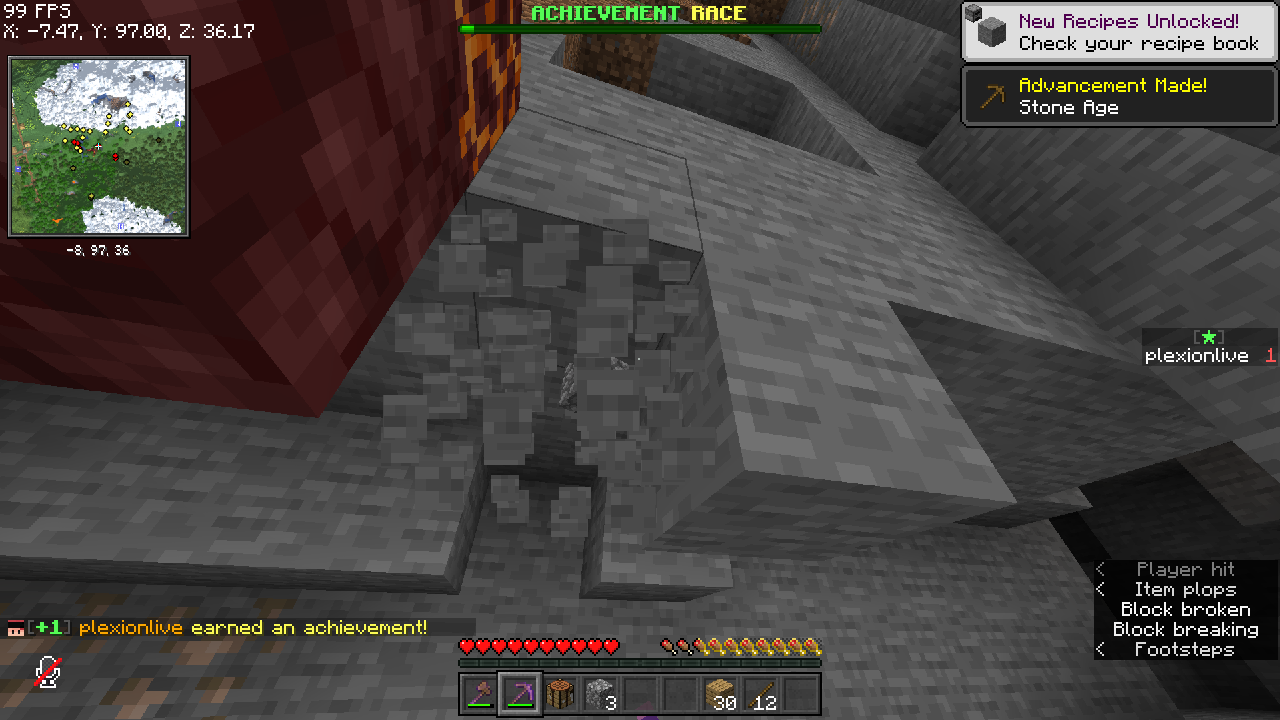 99 FPS
X: -7.47, Y: 97.00, Z: 36.17
-8, 97, 36
ACHIEVEMENT RACE
New Recipes Unlocked!
Check your recipe book
Advancement Made!
Stone Age
[★]
plexionlive 1
< Player hit
< Item plops
Block broken
Block breaking
< Footsteps
[+1] plexionlive earned an achievement!
3
30
12